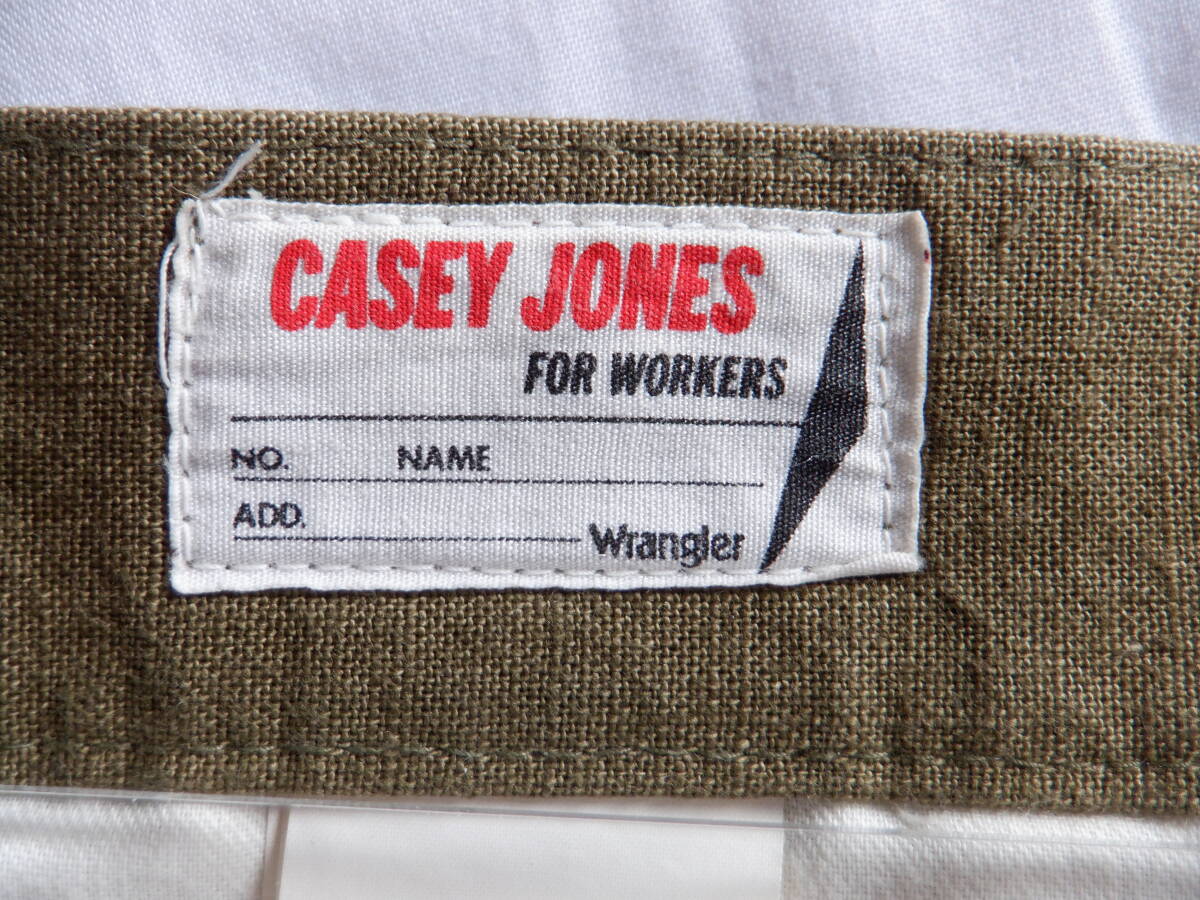 CASEY JONES
FOR WORKERS
NO. NAME
ADD.
Wrangler